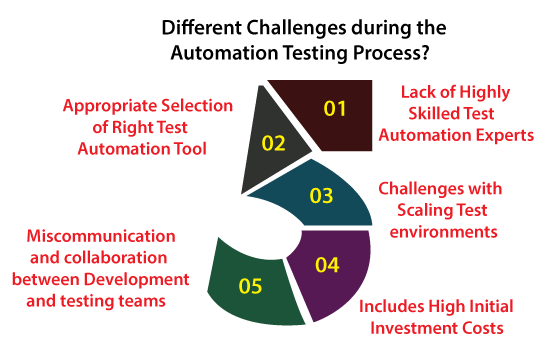 Different Challenges during the
Automation Testing Process?
01
Lack of Highly
Skilled Test
Automation Experts
Appropriate Selection
of Right Test
Automation Tool
02
03
Challenges with
Scaling Test
environments
04
Includes High Initial
Investment Costs
Miscommunication
and collaboration
between Development
and testing teams
05